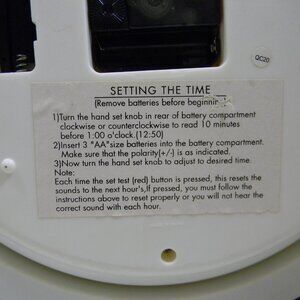 QC20
SETTING THE TIME
(Remove batteries before beginning)
1)Turn the hand set knob in rear of battery compartment
clockwise or counterclockwise to read 10 minutes
before 1:00 o'clock.(12:50)
2)Insert 3 "AA"size batteries into the battery compartment.
Make sure that the polarity(+/-) is as indicated.
3)Now turn the hand set knob to adjust to desired time.
Note:
Each time the set test (red) button is pressed, this resets the
sounds to the next hour's,If pressed, you must follow the
instructions above to reset properly or you will not hear the
correct sound with each hour.